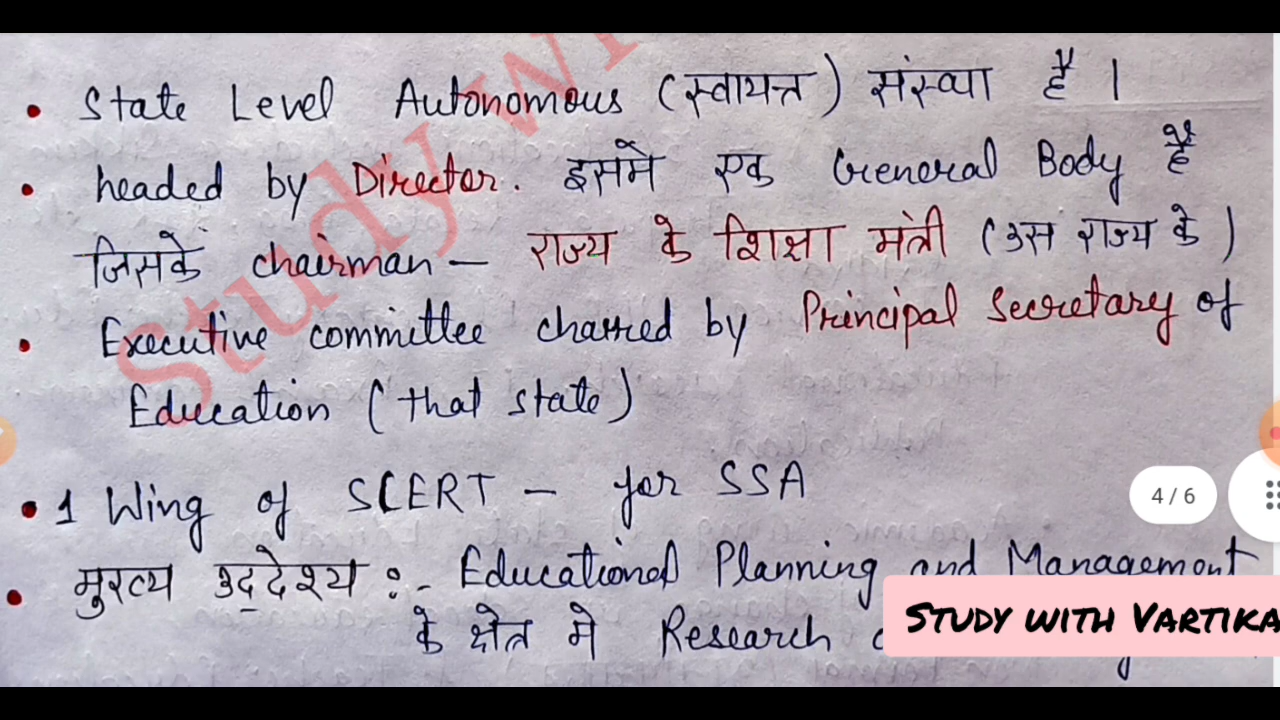 • State Level Autonomous (स्वायत्त) संस्था है ।
• headed by Director. इसमे एक General Body है
जिसके chairman — राज्य के शिक्षा मंत्री (उस राज्य के)
• Executive committee chaired by Principal Secretary of
Education (that state)
• 1 Wing of SCERT – for SSA
4 / 6
• मुख्य उद्देश्य :- Educational Planning and Management
के क्षेत्र मे Research
STUDY WITH VARTIKA
Study Wi